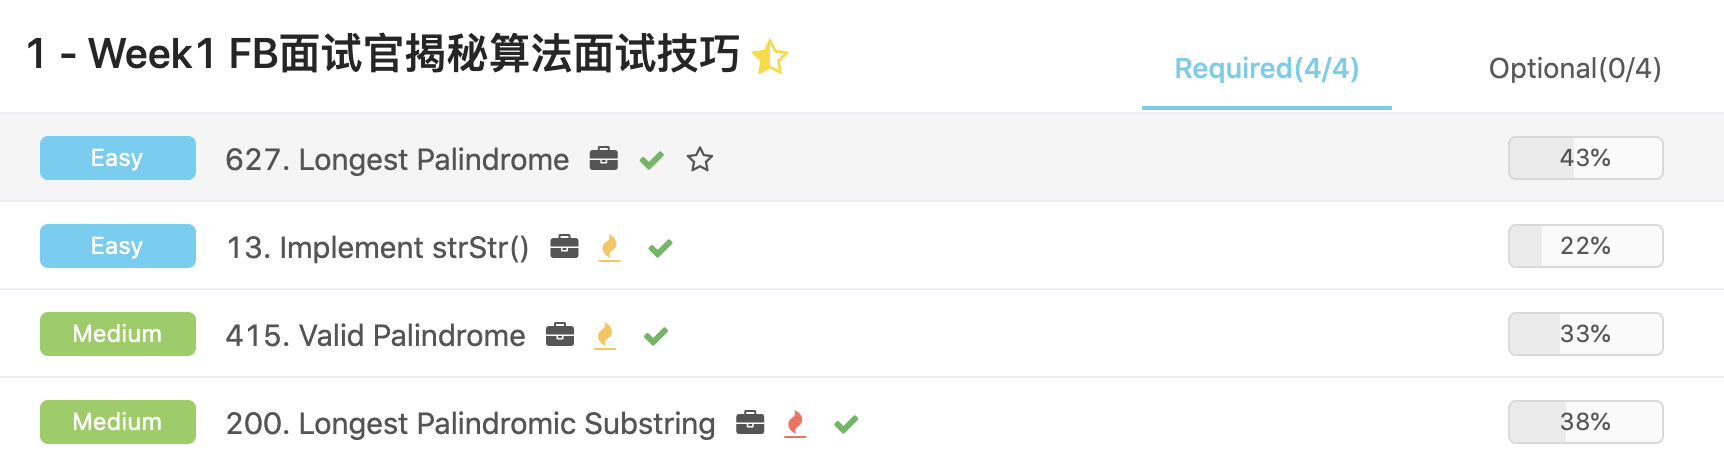 1 - Week1 FB面试官揭秘算法面试技巧
Required(4/4)
Optional(0/4)
Easy 627. Longest Palindrome 43%
Easy 13. Implement strStr() 22%
Medium 415. Valid Palindrome 33%
Medium 200. Longest Palindromic Substring 38%